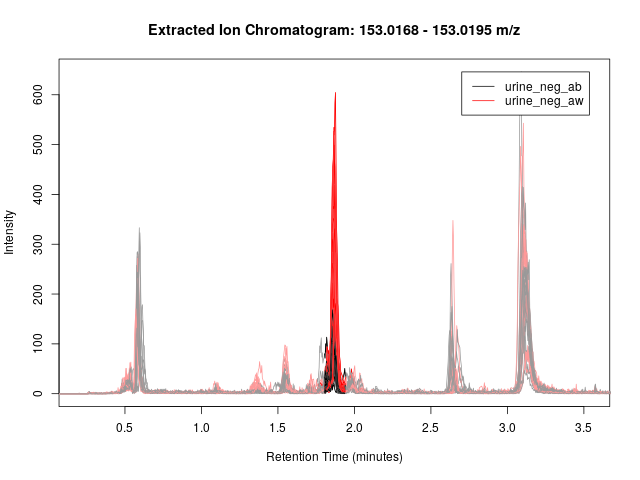 Extracted Ion Chromatogram: 153.0168 - 153.0195 m/z
urine_neg_ab
urine_neg_aw
Intensity
600
500
400
300
200
100
0
0.5 1.0 1.5 2.0 2.5 3.0 3.5
Retention Time (minutes)